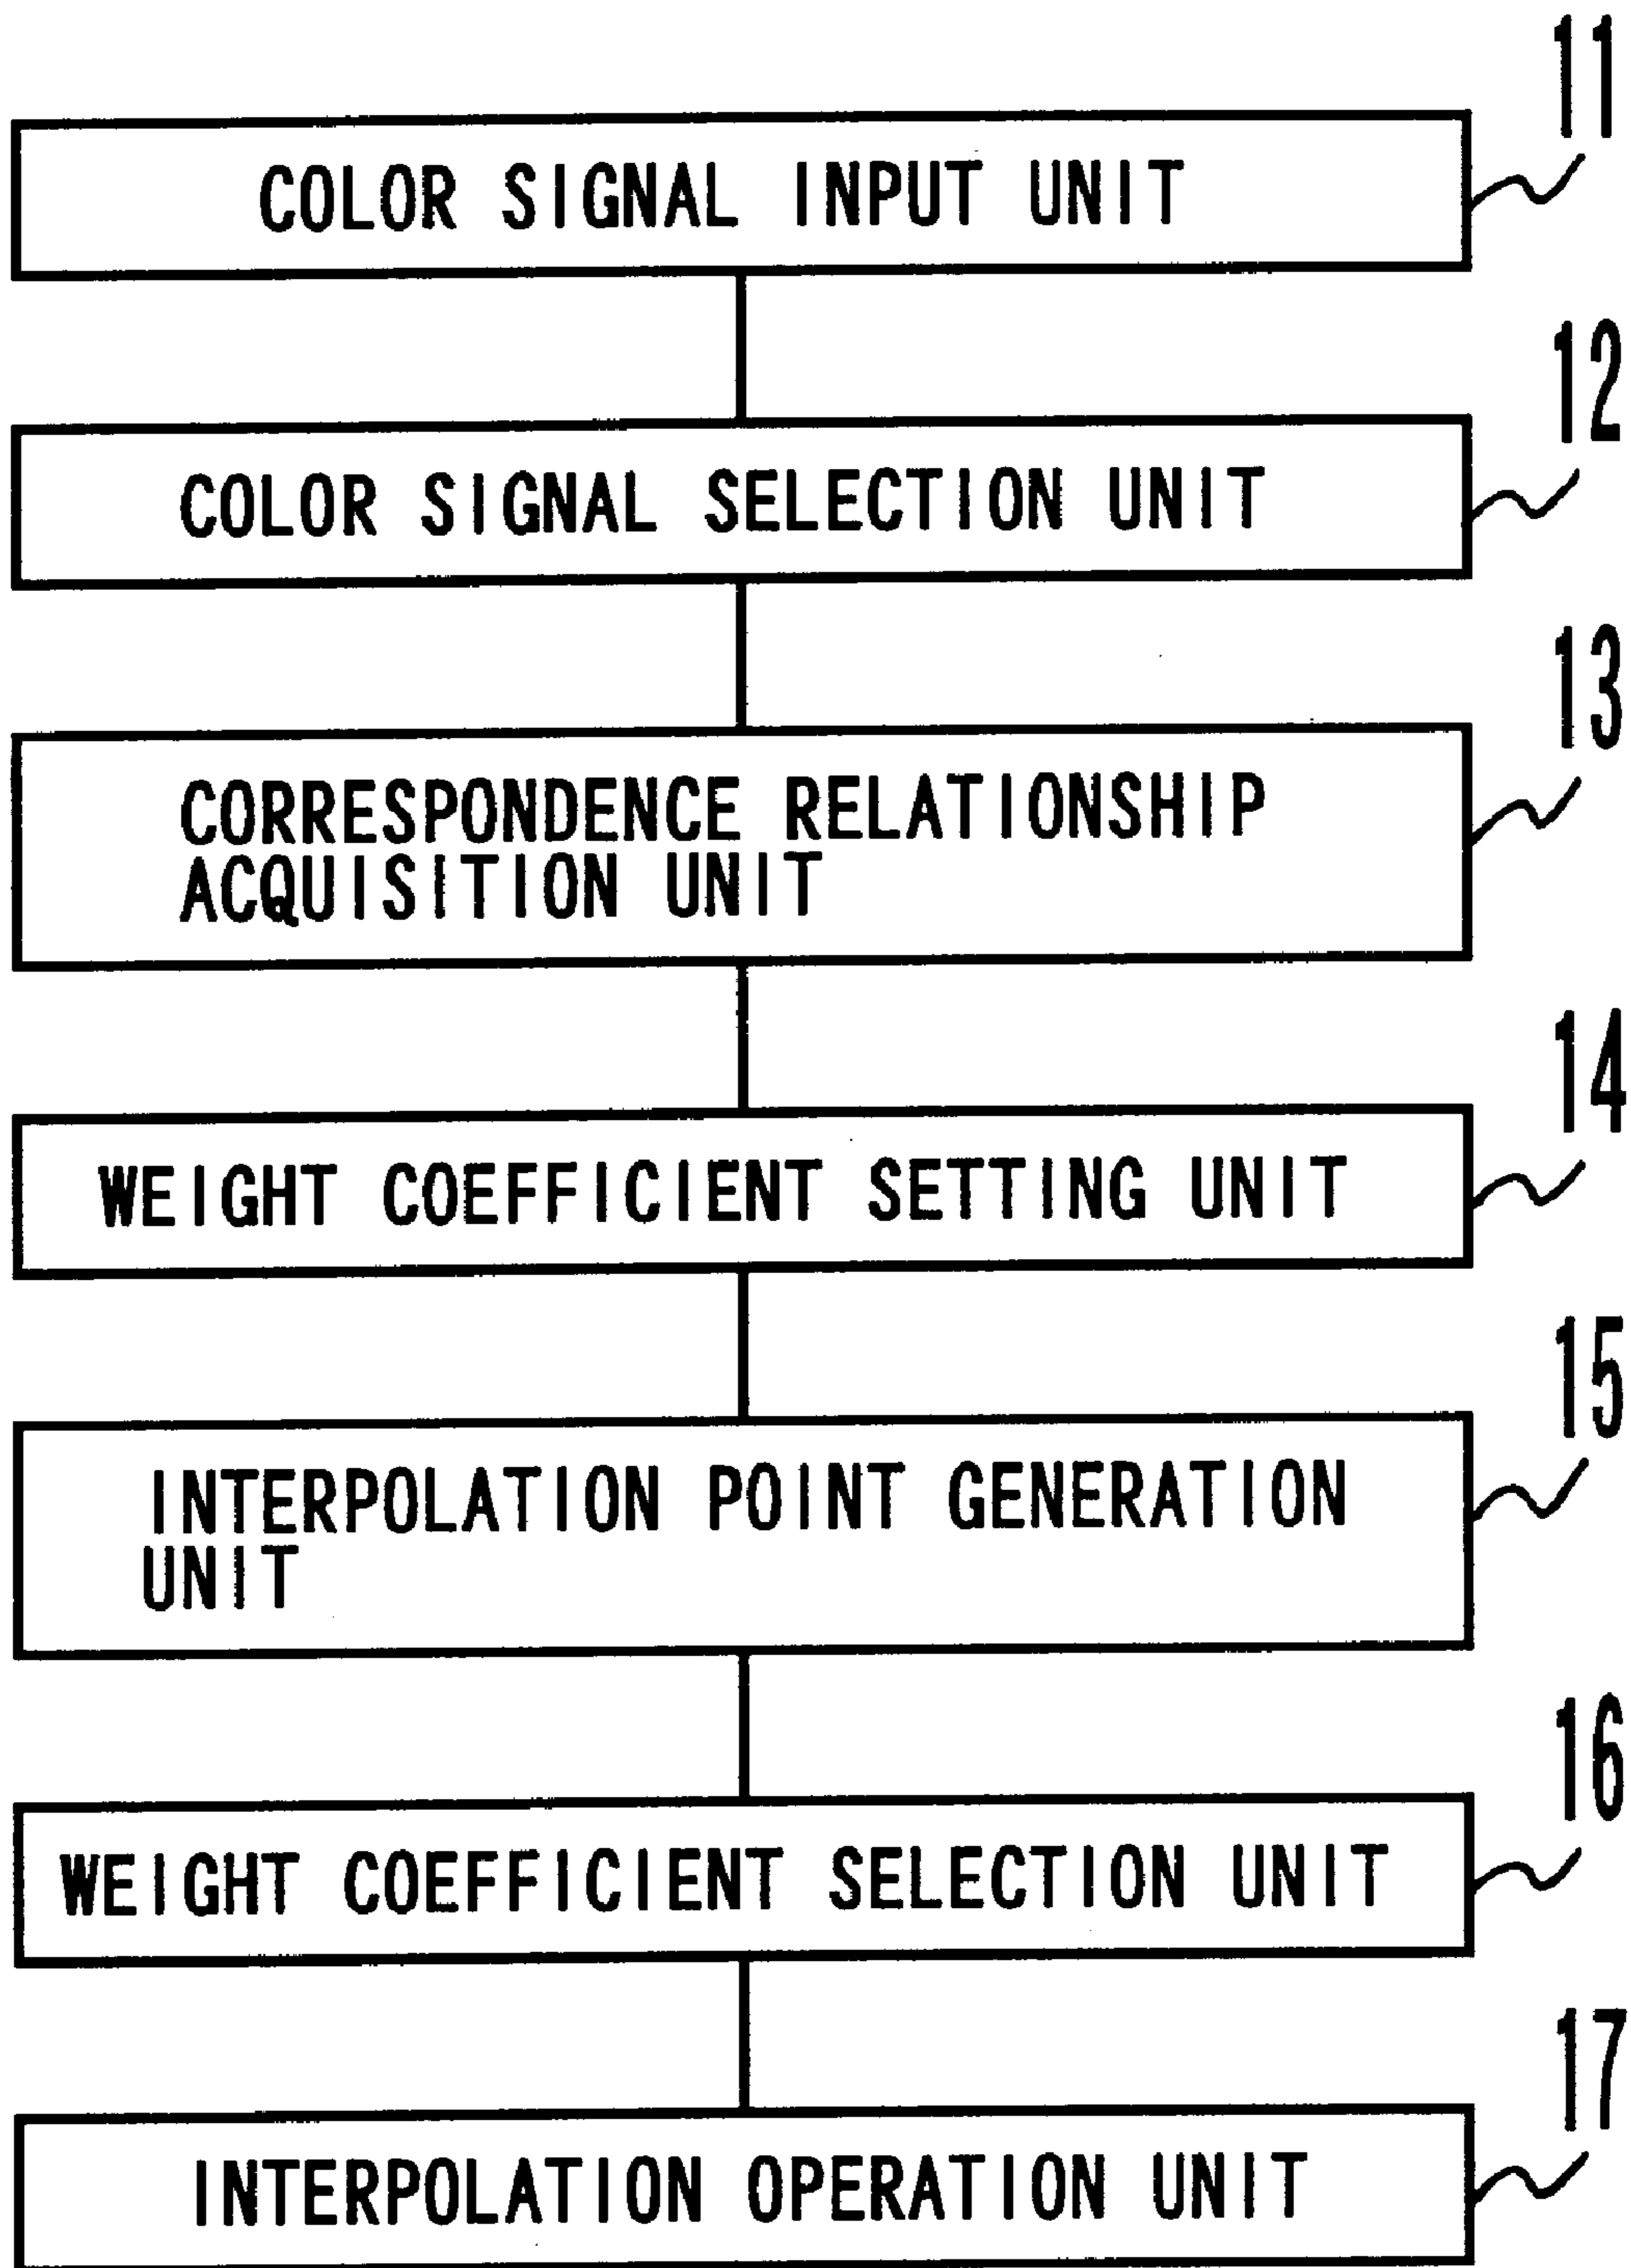 11
COLOR SIGNAL INPUT UNIT
12
COLOR SIGNAL SELECTION UNIT
13
CORRESPONDENCE RELATIONSHIP
ACQUISITION UNIT
14
WEIGHT COEFFICIENT SETTING UNIT
15
INTERPOLATION POINT GENERATION
UNIT
16
WEIGHT COEFFICIENT SELECTION UNIT
17
INTERPOLATION OPERATION UNIT